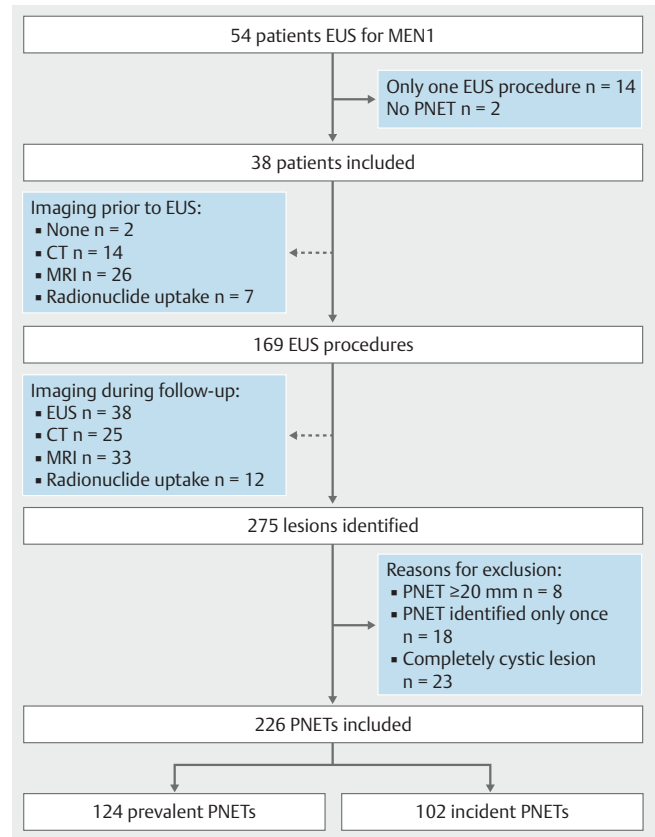 54 patients EUS for MEN1
Only one EUS procedure n = 14
No PNET n = 2
38 patients included
Imaging prior to EUS:
▪ None n = 2
▪ CT n = 14
▪ MRI n = 26
▪ Radionuclide uptake n = 7
169 EUS procedures
Imaging during follow-up:
▪ EUS n = 38
▪ CT n = 25
▪ MRI n = 33
▪ Radionuclide uptake n = 12
275 lesions identified
Reasons for exclusion:
▪ PNET ≥20 mm n = 8
▪ PNET identified only once
n = 18
▪ Completely cystic lesion
n = 23
226 PNETs included
124 prevalent PNETs
102 incident PNETs